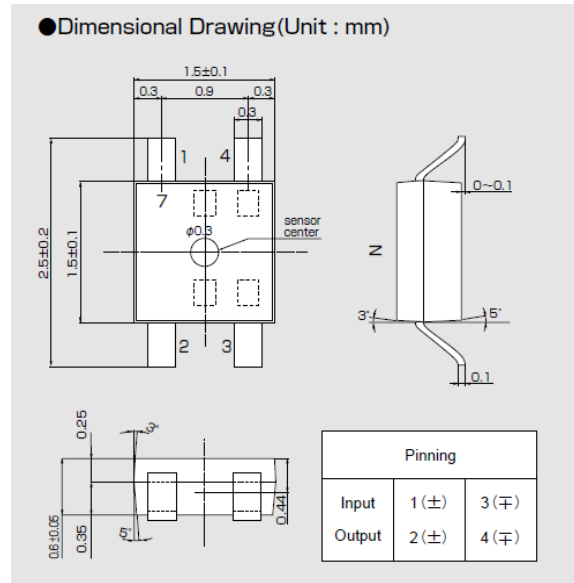 ●Dimensional Drawing(Unit : mm)
1.5±0.1
0.3 0.9 0.3
0.3
1 4
7
0~0.1
φ0.3
sensor
center
2.5±0.2
1.5±0.1
N
3°
5°
2 3
0.1
0.25
3°
0.6±0.05
0.35
5°
0.44
Pinning
Input 1(±) 3(∓)
Output 2(±) 4(∓)